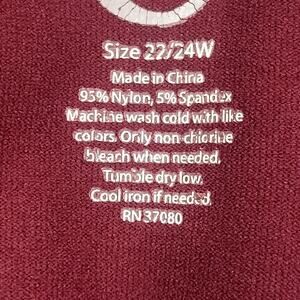 Size 22/24W
Made in China
95% Nylon, 5% Spandex
Machine wash cold with like
colors. Only non-chlorine
bleach when needed.
Tumble dry low.
Cool iron if needed.
RN 37080